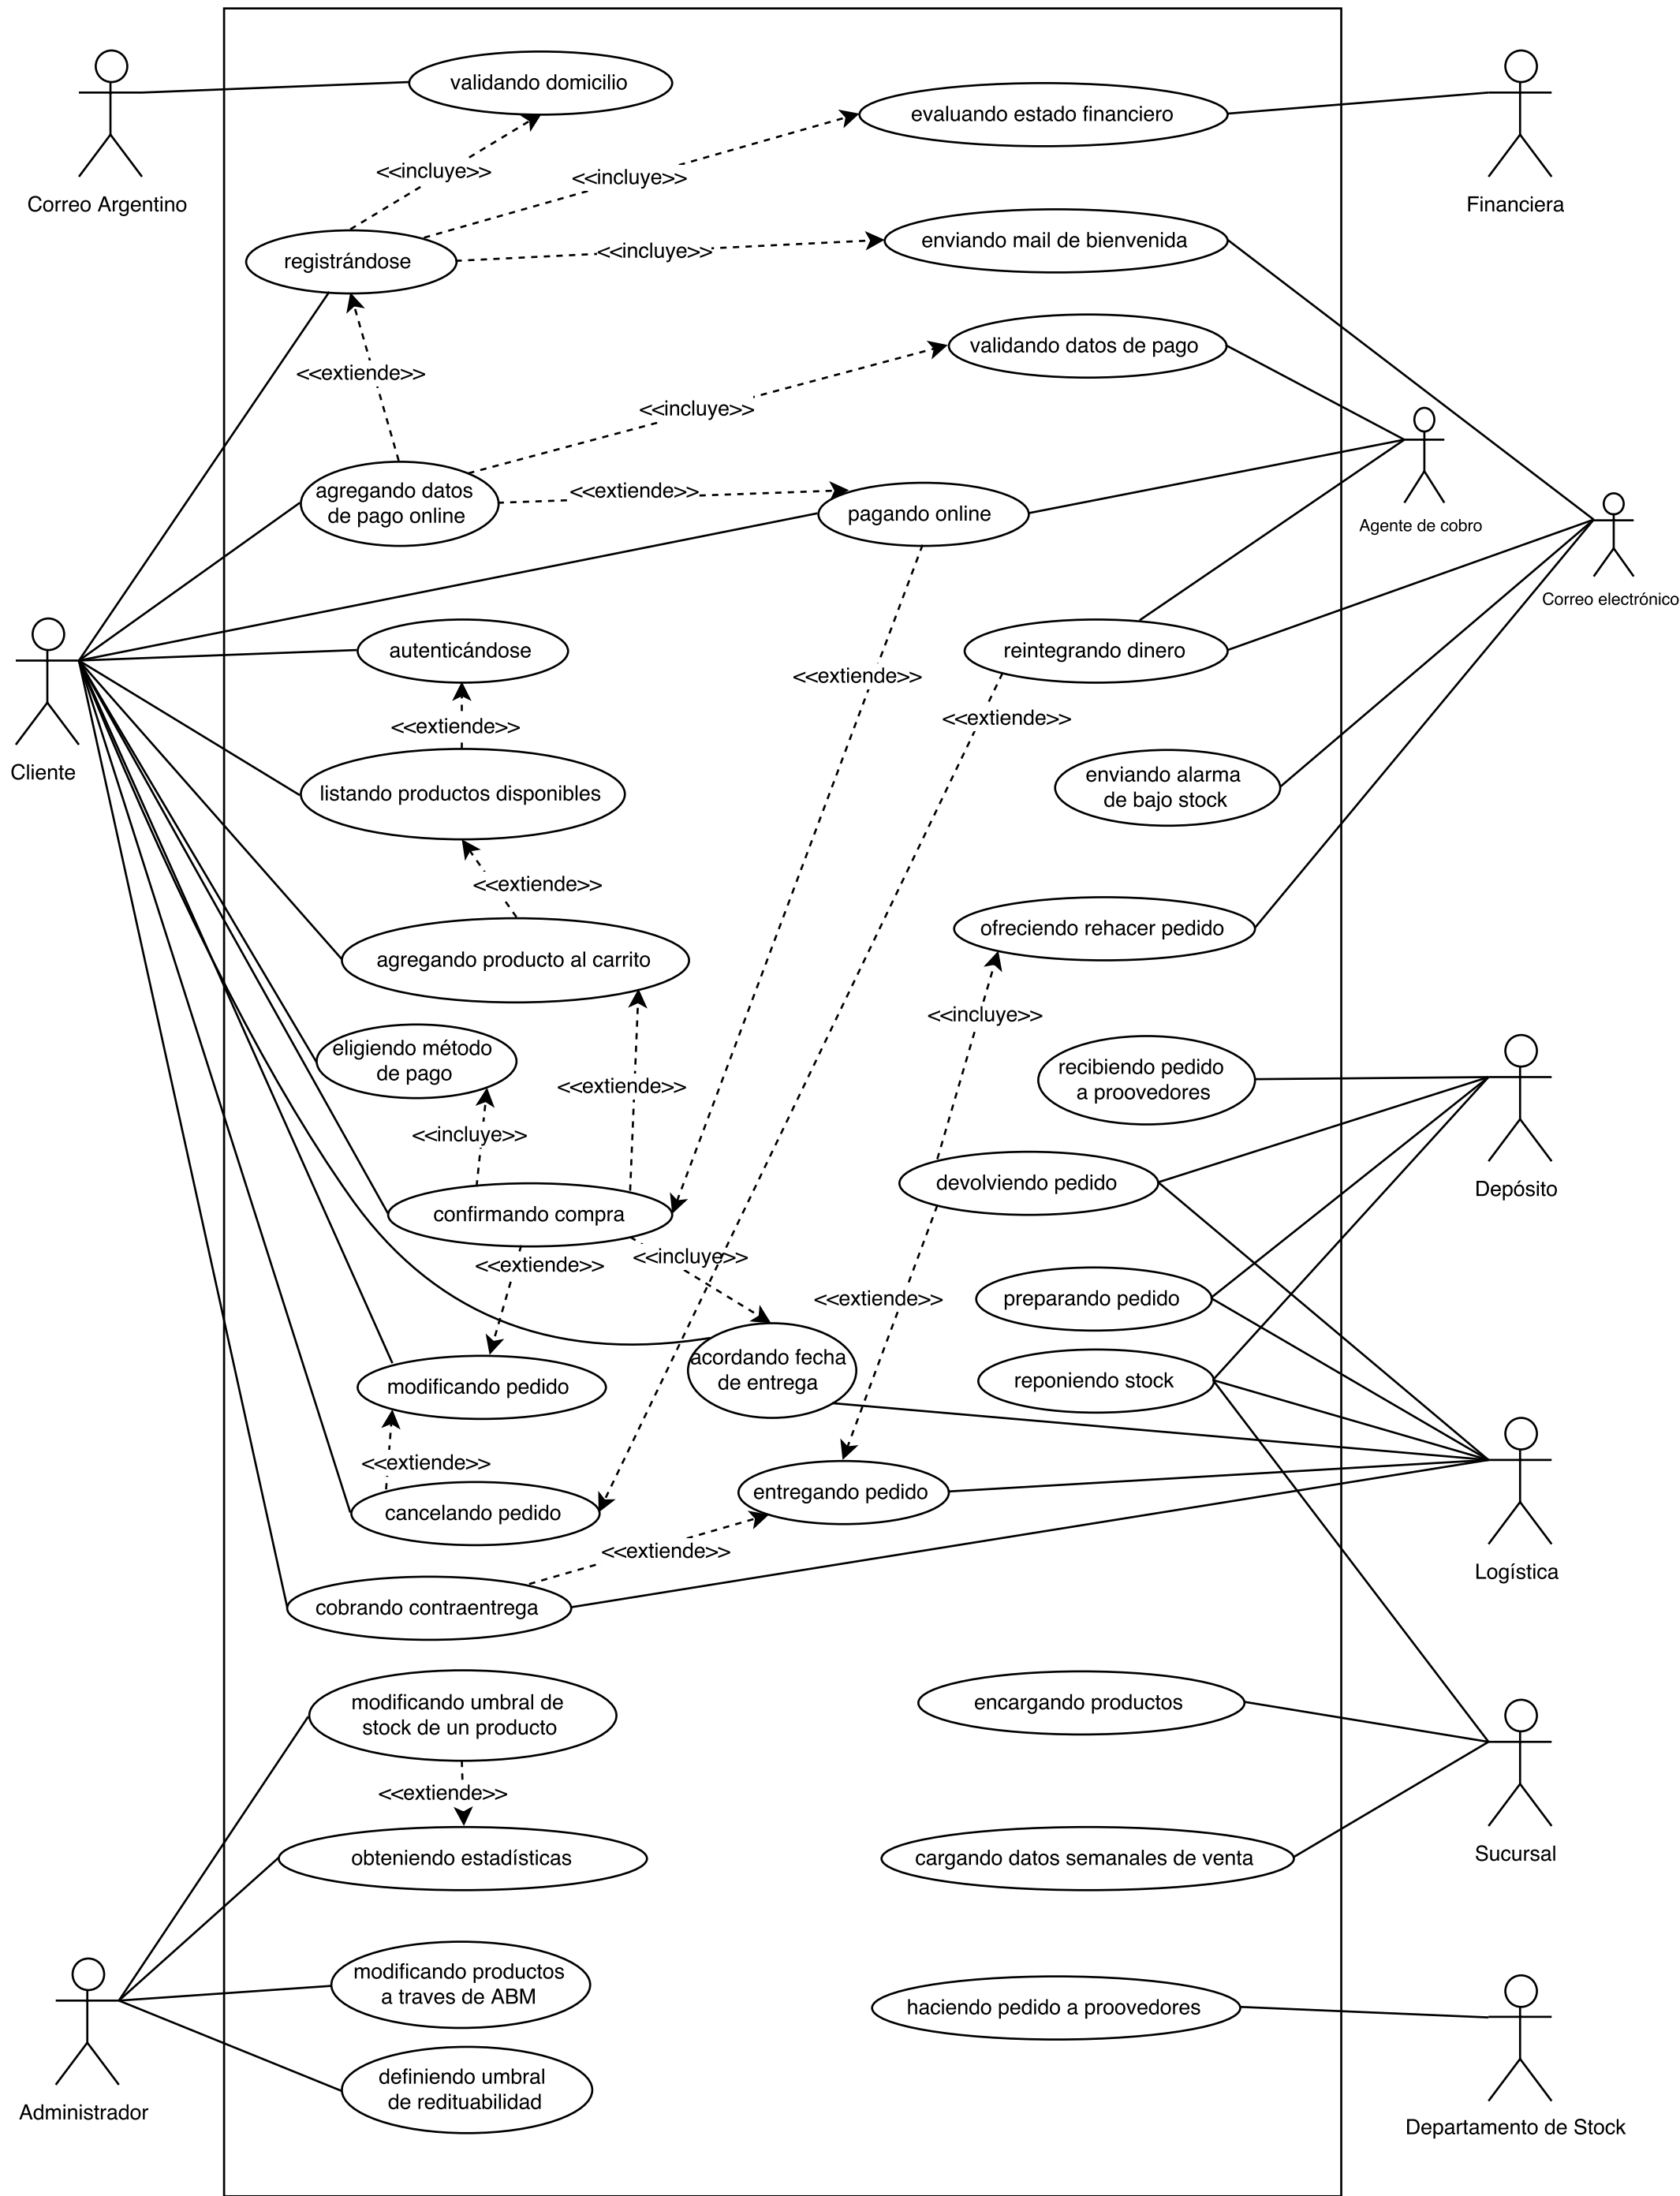 validando domicilio
evaluando estado financiero
<<incluye>>
<<incluye>>
Correo Argentino
Financiera
enviando mail de bienvenida
<<incluye>>
registrándose
validando datos de pago
<<extiende>>
<<incluye>>
agregando datos
de pago online
<<extiende>>
pagando online
Agente de cobro
Correo electrónico
autenticándose
reintegrando dinero
<<extiende>>
<<extiende>>
<<extiende>>
Cliente
listando productos disponibles
enviando alarma
de bajo stock
<<extiende>>
ofreciendo rehacer pedido
agregando producto al carrito
<<incluye>>
eligiendo método
de pago
<<extiende>>
recibiendo pedido
a proovedores
<<incluye>>
devolviendo pedido
Depósito
confirmando compra
<<extiende>>
<<incluye>>
<<extiende>>
preparando pedido
acordando fecha
de entrega
modificando pedido
reponiendo stock
<<extiende>>
entregando pedido
cancelando pedido
<<extiende>>
Logística
cobrando contraentrega
modificando umbral de
stock de un producto
encargando productos
<<extiende>>
obteniendo estadísticas
cargando datos semanales de venta
Sucursal
modificando productos
a traves de ABM
haciendo pedido a proovedores
definiendo umbral
de redituabilidad
Administrador
Departamento de Stock